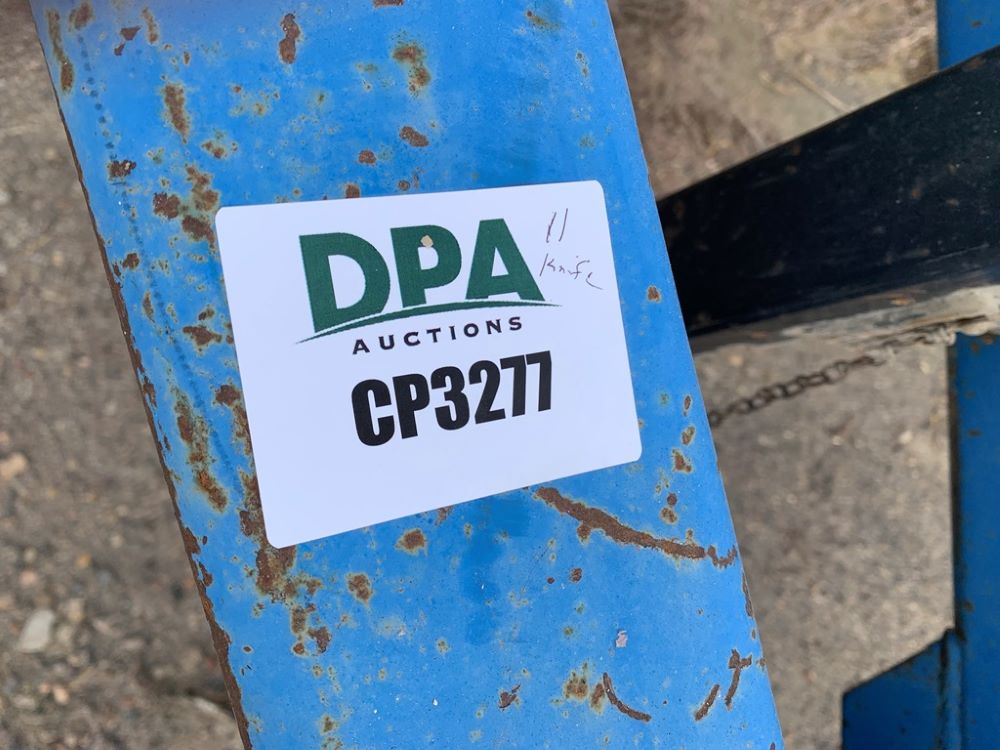 DPA
11
Knife
AUCTIONS
CP3277